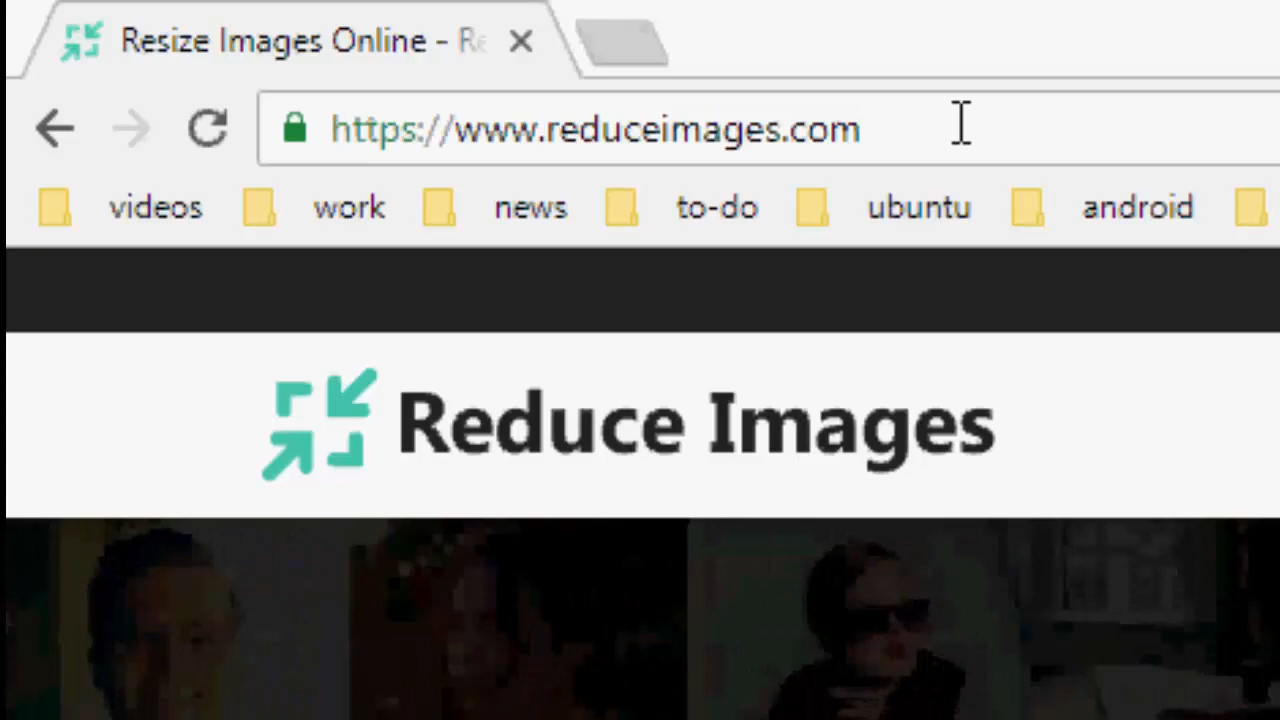 Resize Images Online - Re
https://www.reduceimages.com
videos work news to-do ubuntu android
Reduce Images